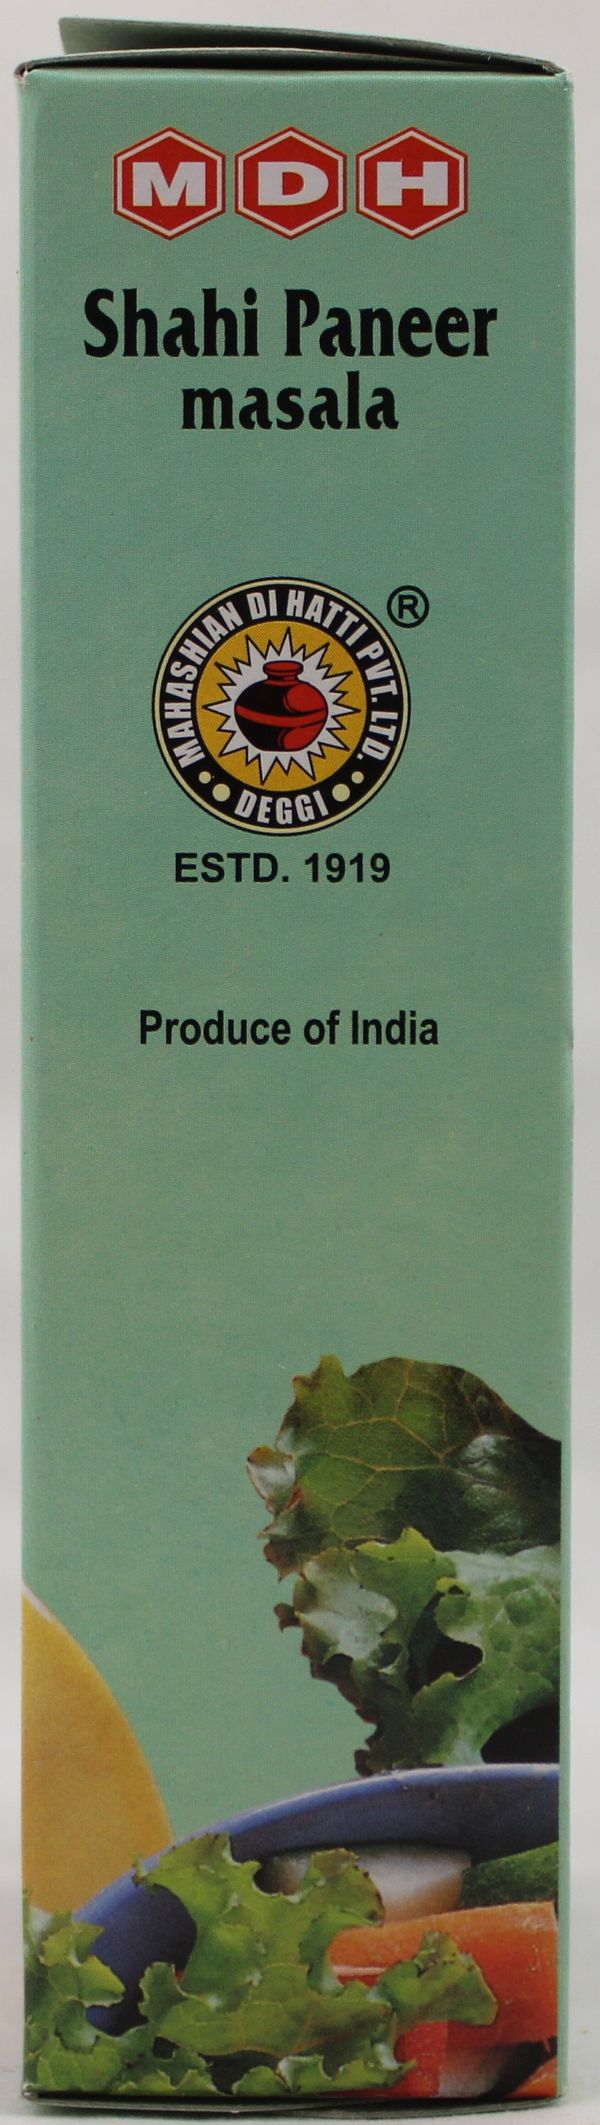 MDH
Shahi Paneer
masala
MAHASHIAN DI HATTI PVT. LTD.
®
DEGGI
ESTD. 1919
Produce of India